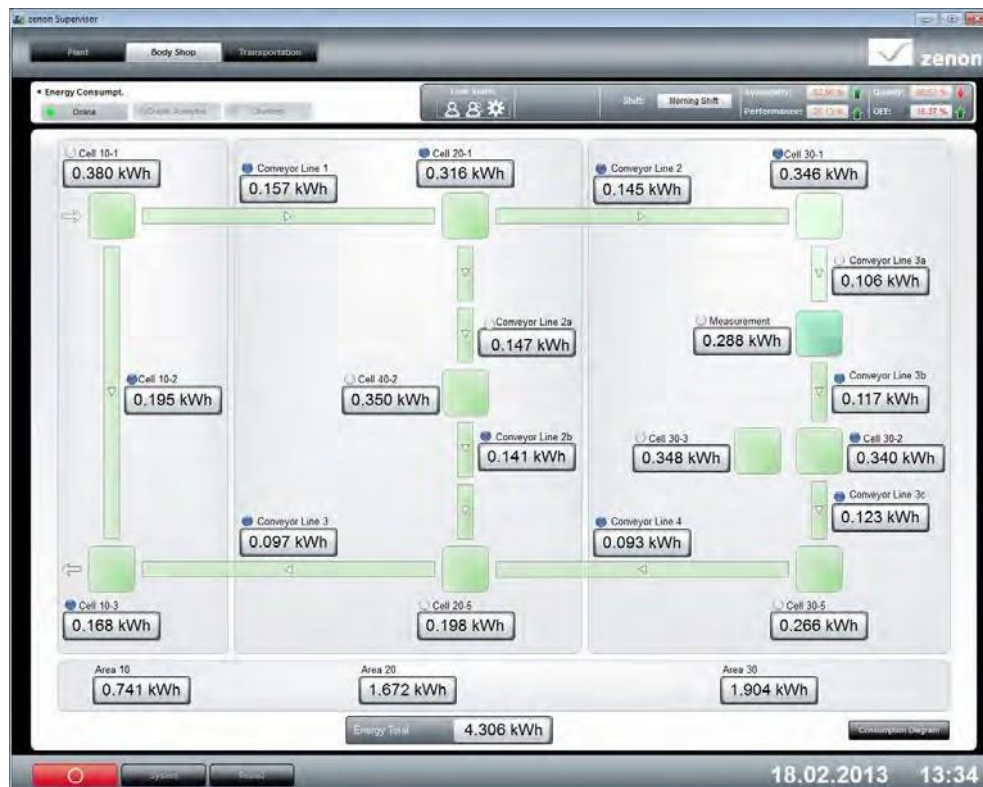 zenon Supervisor
Plant
Body Shop
Transportation
zenon
Energy Consumpt.
Online
Line Status
Shift:
Morning Shift
Performance:
Quality:
OEE:
16.37 %
Cell 10-1
0.380 kWh
Conveyor Line 1
0.157 kWh
Cell 20-1
0.316 kWh
Conveyor Line 2
0.145 kWh
Cell 30-1
0.346 kWh
Conveyor Line 3a
0.106 kWh
Conveyor Line 2a
0.147 kWh
Measurement
0.288 kWh
Cell 10-2
0.195 kWh
Cell 40-2
0.350 kWh
Conveyor Line 3b
0.117 kWh
Conveyor Line 2b
0.141 kWh
Cell 30-3
0.348 kWh
Cell 30-2
0.340 kWh
Conveyor Line 3c
0.123 kWh
Conveyor Line 3
0.097 kWh
Conveyor Line 4
0.093 kWh
Cell 10-3
0.168 kWh
Cell 20-5
0.198 kWh
Cell 30-5
0.266 kWh
Area 10
0.741 kWh
Area 20
1.672 kWh
Area 30
1.904 kWh
Energy Total
4.306 kWh
Consumption Diagram
System
18.02.2013 13:34